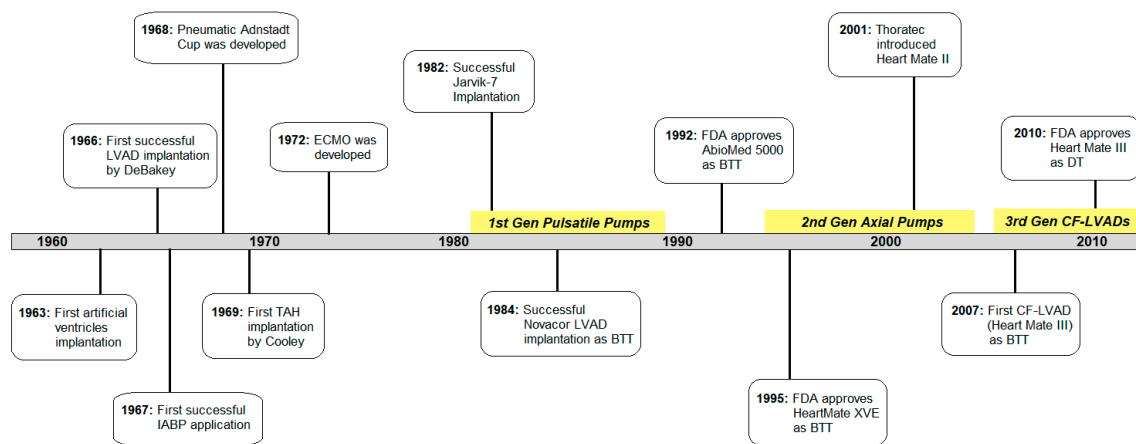 1968: Pneumatic Adnstadt
Cup was developed
2001: Thoratec
introduced
Heart Mate II
1982: Successful
Jarvik-7
Implantation
1966: First successful
LVAD implantation
by DeBakey
1972: ECMO was
developed
1992: FDA approves
AbioMed 5000
as BTT
2010: FDA approves
Heart Mate III
as DT
1st Gen Pulsatile Pumps
2nd Gen Axial Pumps
3rd Gen CF-LVADs
1960
1970
1980
1990
2000
2010
1963: First artificial
ventricles
implantation
1969: First TAH
implantation
by Cooley
1984: Successful
Novacor LVAD
implantation as BTT
2007: First CF-LVAD
(Heart Mate III)
as BTT
1967: First successful
IABP application
1995: FDA approves
HeartMate XVE
as BTT